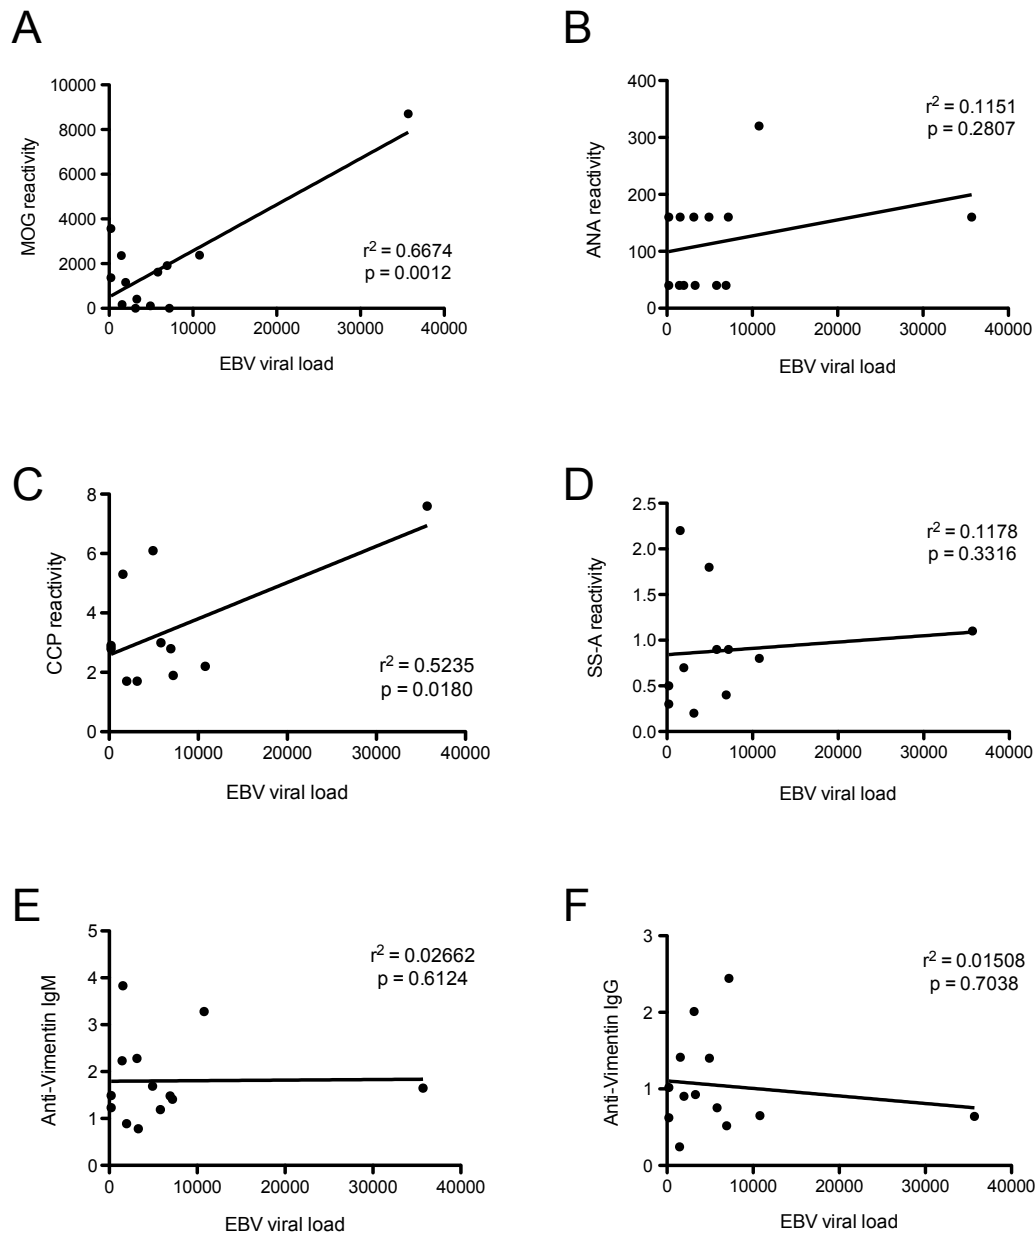 A
10000
8000
6000
4000
2000
0
MOG reactivity
r2 = 0.6674
p = 0.0012
0 10000 20000 30000 40000
EBV viral load
B
400
300
200
100
0
ANA reactivity
r2 = 0.1151
p = 0.2807
0 10000 20000 30000 40000
EBV viral load
C
8
6
4
2
0
CCP reactivity
r2 = 0.5235
p = 0.0180
0 10000 20000 30000 40000
EBV viral load
D
2.5
2.0
1.5
1.0
0.5
0.0
SS-A reactivity
r2 = 0.1178
p = 0.3316
0 10000 20000 30000 40000
EBV viral load
E
5
4
3
2
1
0
Anti-Vimentin IgM
r2 = 0.02662
p = 0.6124
0 10000 20000 30000 40000
EBV viral load
F
3
2
1
0
Anti-Vimentin IgG
r2 = 0.01508
p = 0.7038
0 10000 20000 30000 40000
EBV viral load